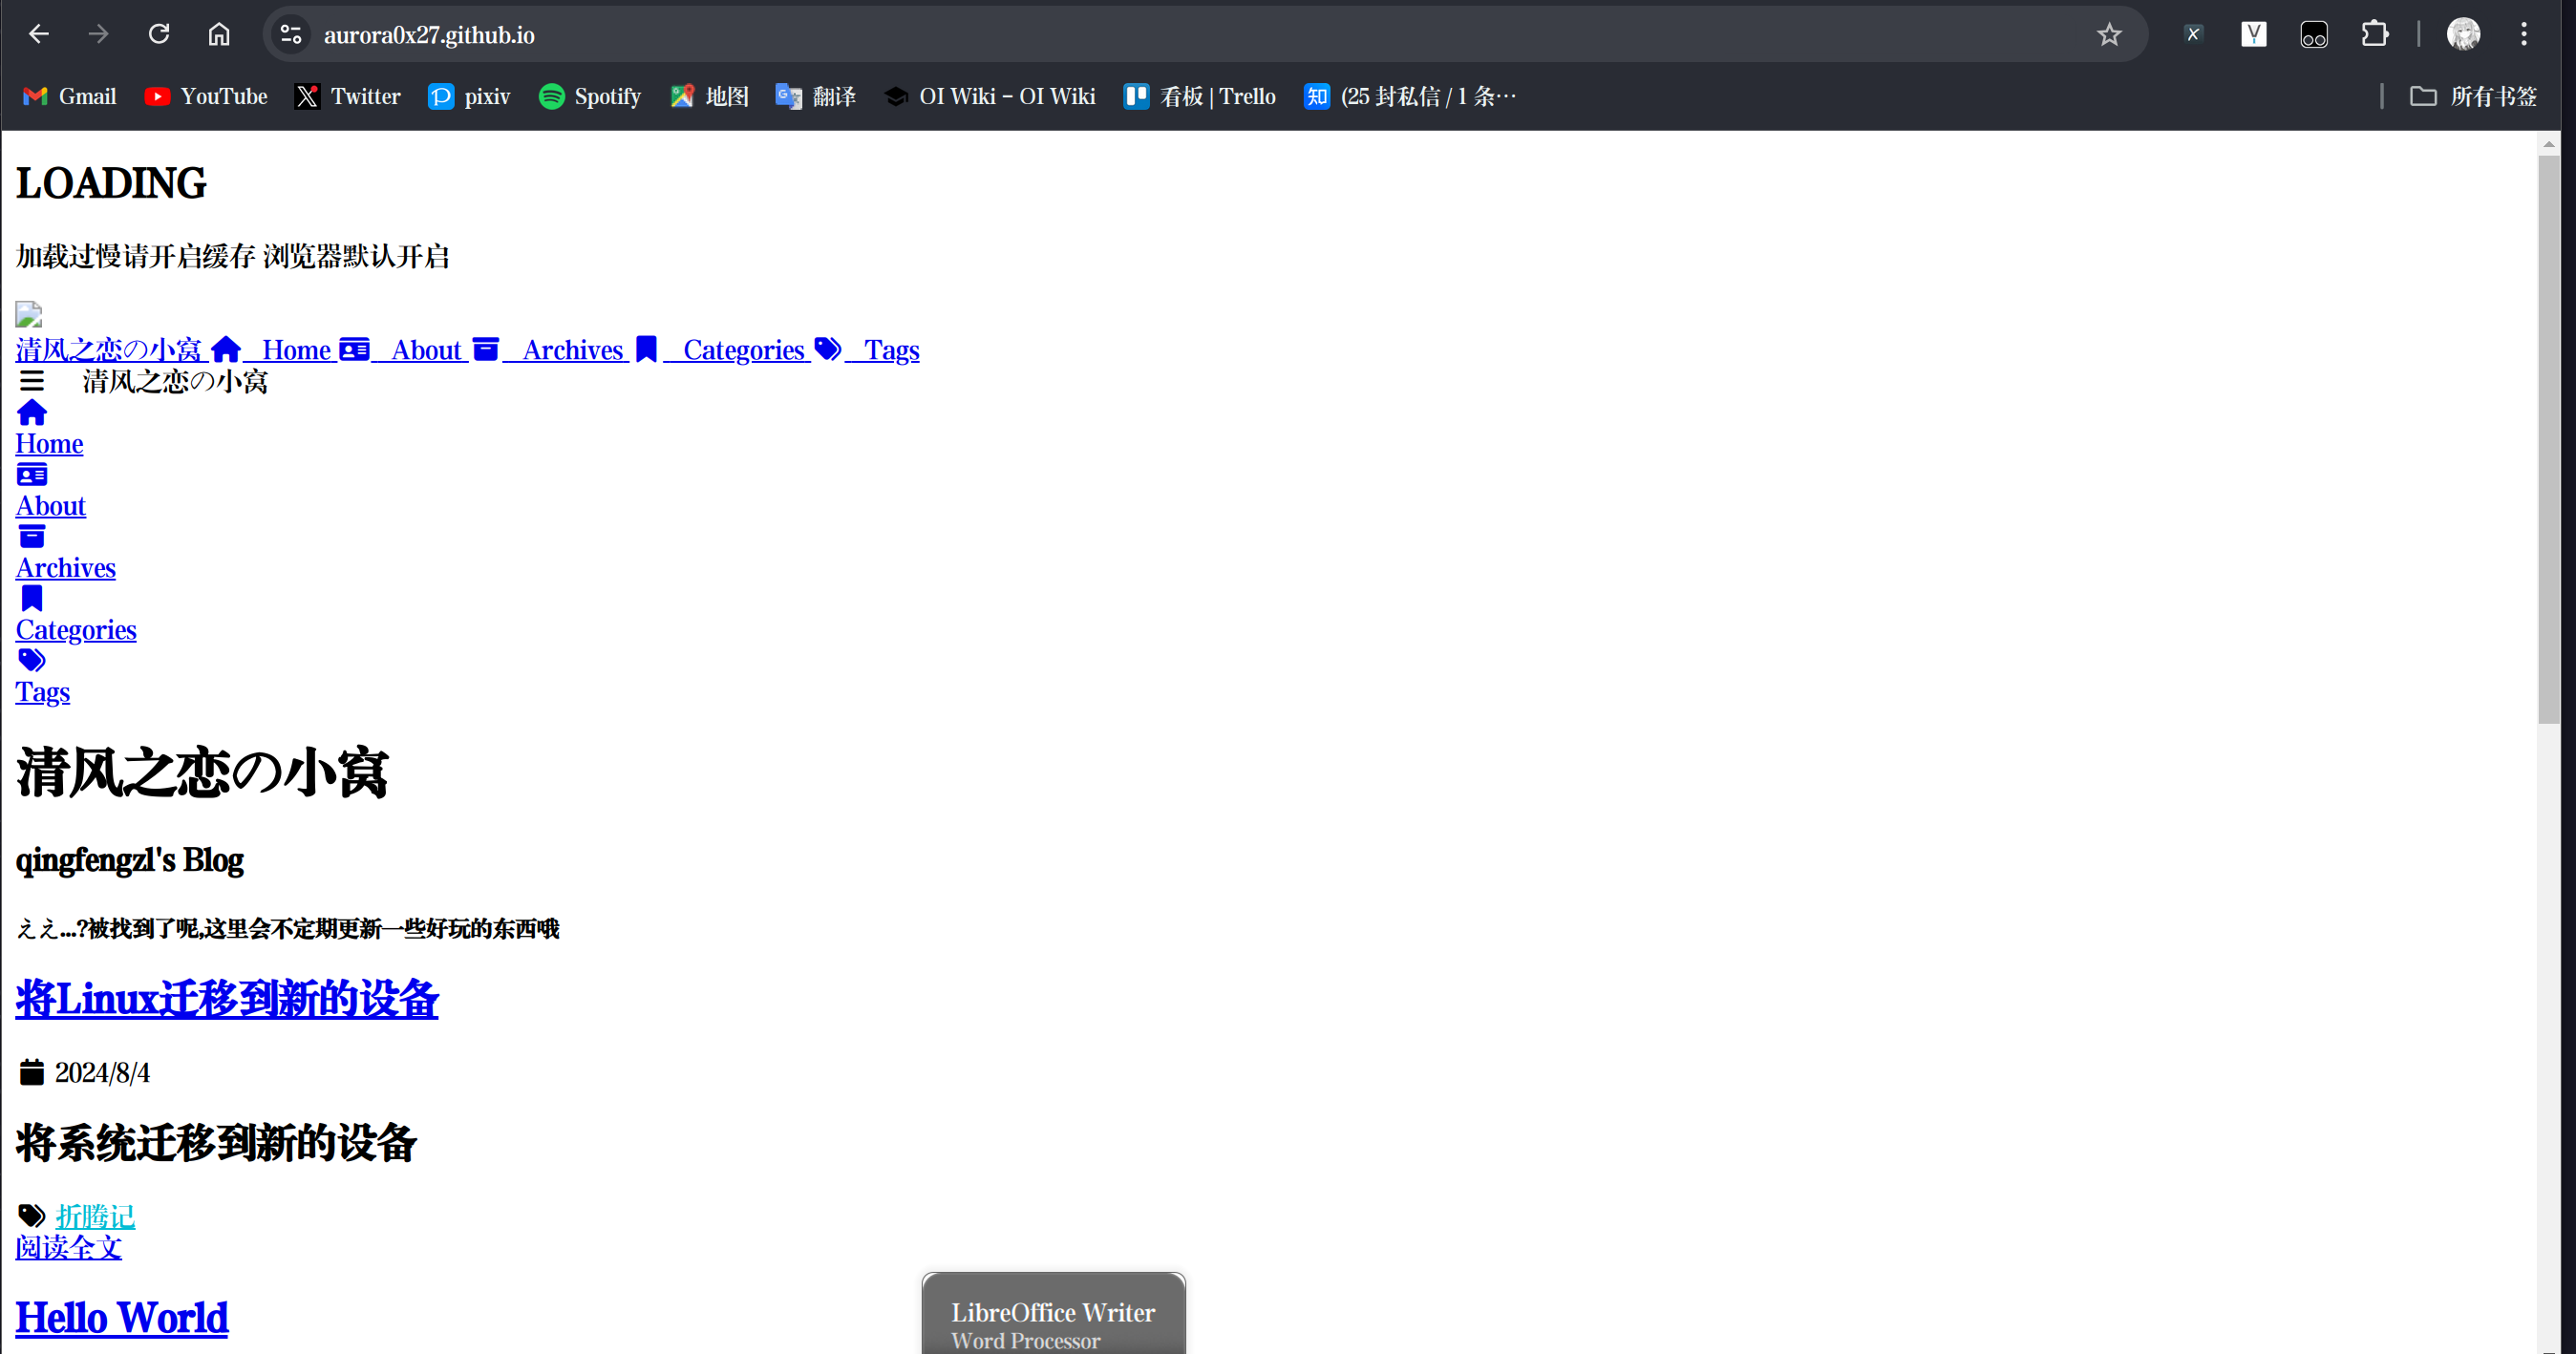 aurora0x27.github.io
Gmail YouTube Twitter pixiv Spotify 地图 翻译 OI Wiki - OI Wiki 看板 | Trello (25 封私信 / 1 条… 所有书签
LOADING
加载过慢请开启缓存 浏览器默认开启
清风之恋の小窝 Home About Archives Categories Tags
清风之恋の小窝
Home
About
Archives
Categories
Tags
清风之恋の小窝
qingfengzl's Blog
ええ...?被找到了呢,这里会不定期更新一些好玩的东西哦
将Linux迁移到新的设备
2024/8/4
将系统迁移到新的设备
折腾记
阅读全文
Hello World
LibreOffice Writer
Word Processor